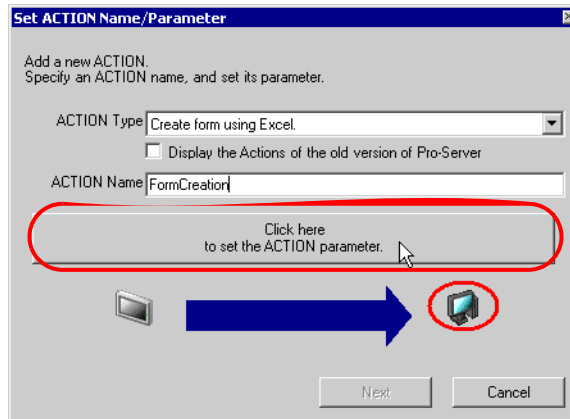 Set ACTION Name/Parameter
Add a new ACTION.
Specify an ACTION name, and set its parameter.
ACTION Type Create form using Excel.
Display the Actions of the old version of Pro-Server
ACTION Name FormCreation
Click here
to set the ACTION parameter.
Next Cancel